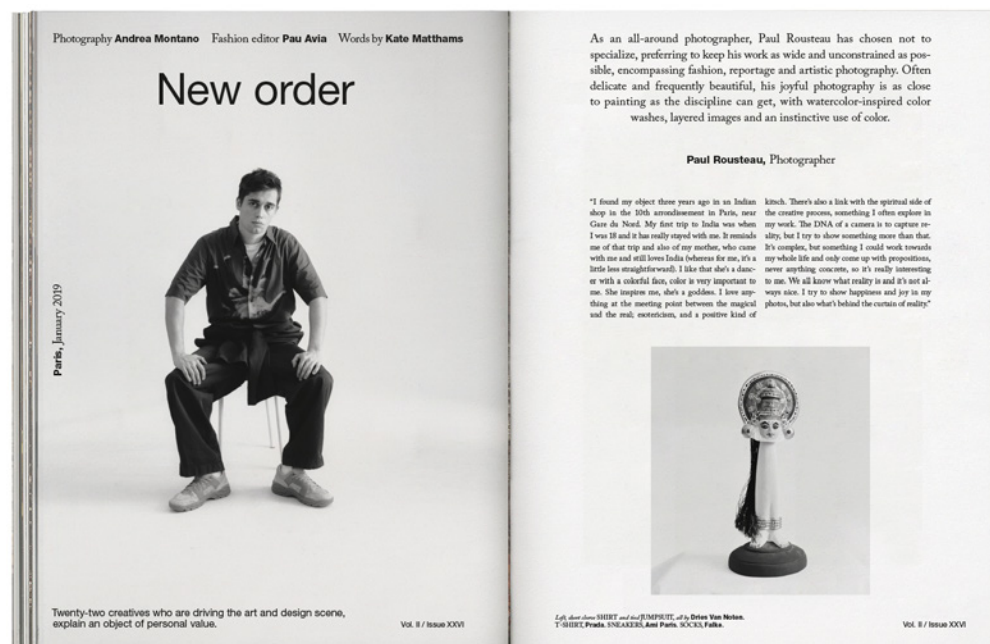 Photography Andrea Montano Fashion editor Pau Avia Words by Kate Matthams
New order
Paris, January 2019
Twenty-two creatives who are driving the art and design scene,
explain an object of personal value.
Vol. II / Issue XXVI
As an all-around photographer, Paul Rousteau has chosen not to
specialize, preferring to keep his work as wide and unconstrained as pos-
sible, encompassing fashion, reportage and artistic photography. Often
delicate and frequently beautiful, his joyful photography is as close
to painting as the discipline can get, with watercolor-inspired color
washes, layered images and an instinctive use of color.
Paul Rousteau, Photographer
"I found my object three years ago in an Indian
shop in the 10th arrondissement in Paris, near
Gare du Nord. My first trip to India was when
I was 18 and it has really stayed with me. It reminds
me of that trip and also of my mother, who came
with me and still loves India (whereas for me, it's a
little less straightforward). I like that she's a danc-
er with a colorful face, color is very important to
me. She inspires me, she's a goddess. I love any-
thing at the meeting point between the magical
and the real; esotericism, and a positive kind of
kitsch. There's also a link with the spiritual side of
the creative process, something I often explore in
my work. The DNA of a camera is to capture re-
ality, but I try to show something more than that.
It's complex, but something I could work towards
my whole life and only come up with propositions,
never anything concrete, so it's really interesting
to me. We all know what reality is and it's not al-
ways nice. I try to show happiness and joy in my
photos, but also what's behind the curtain of reality."
Left, short sleeve SHIRT and tied JUMPSUIT, all by Dries Van Noten.
T-SHIRT, Prada. SNEAKERS, Ami Paris. SOCKS, Falke.
Vol. II / Issue XXVI